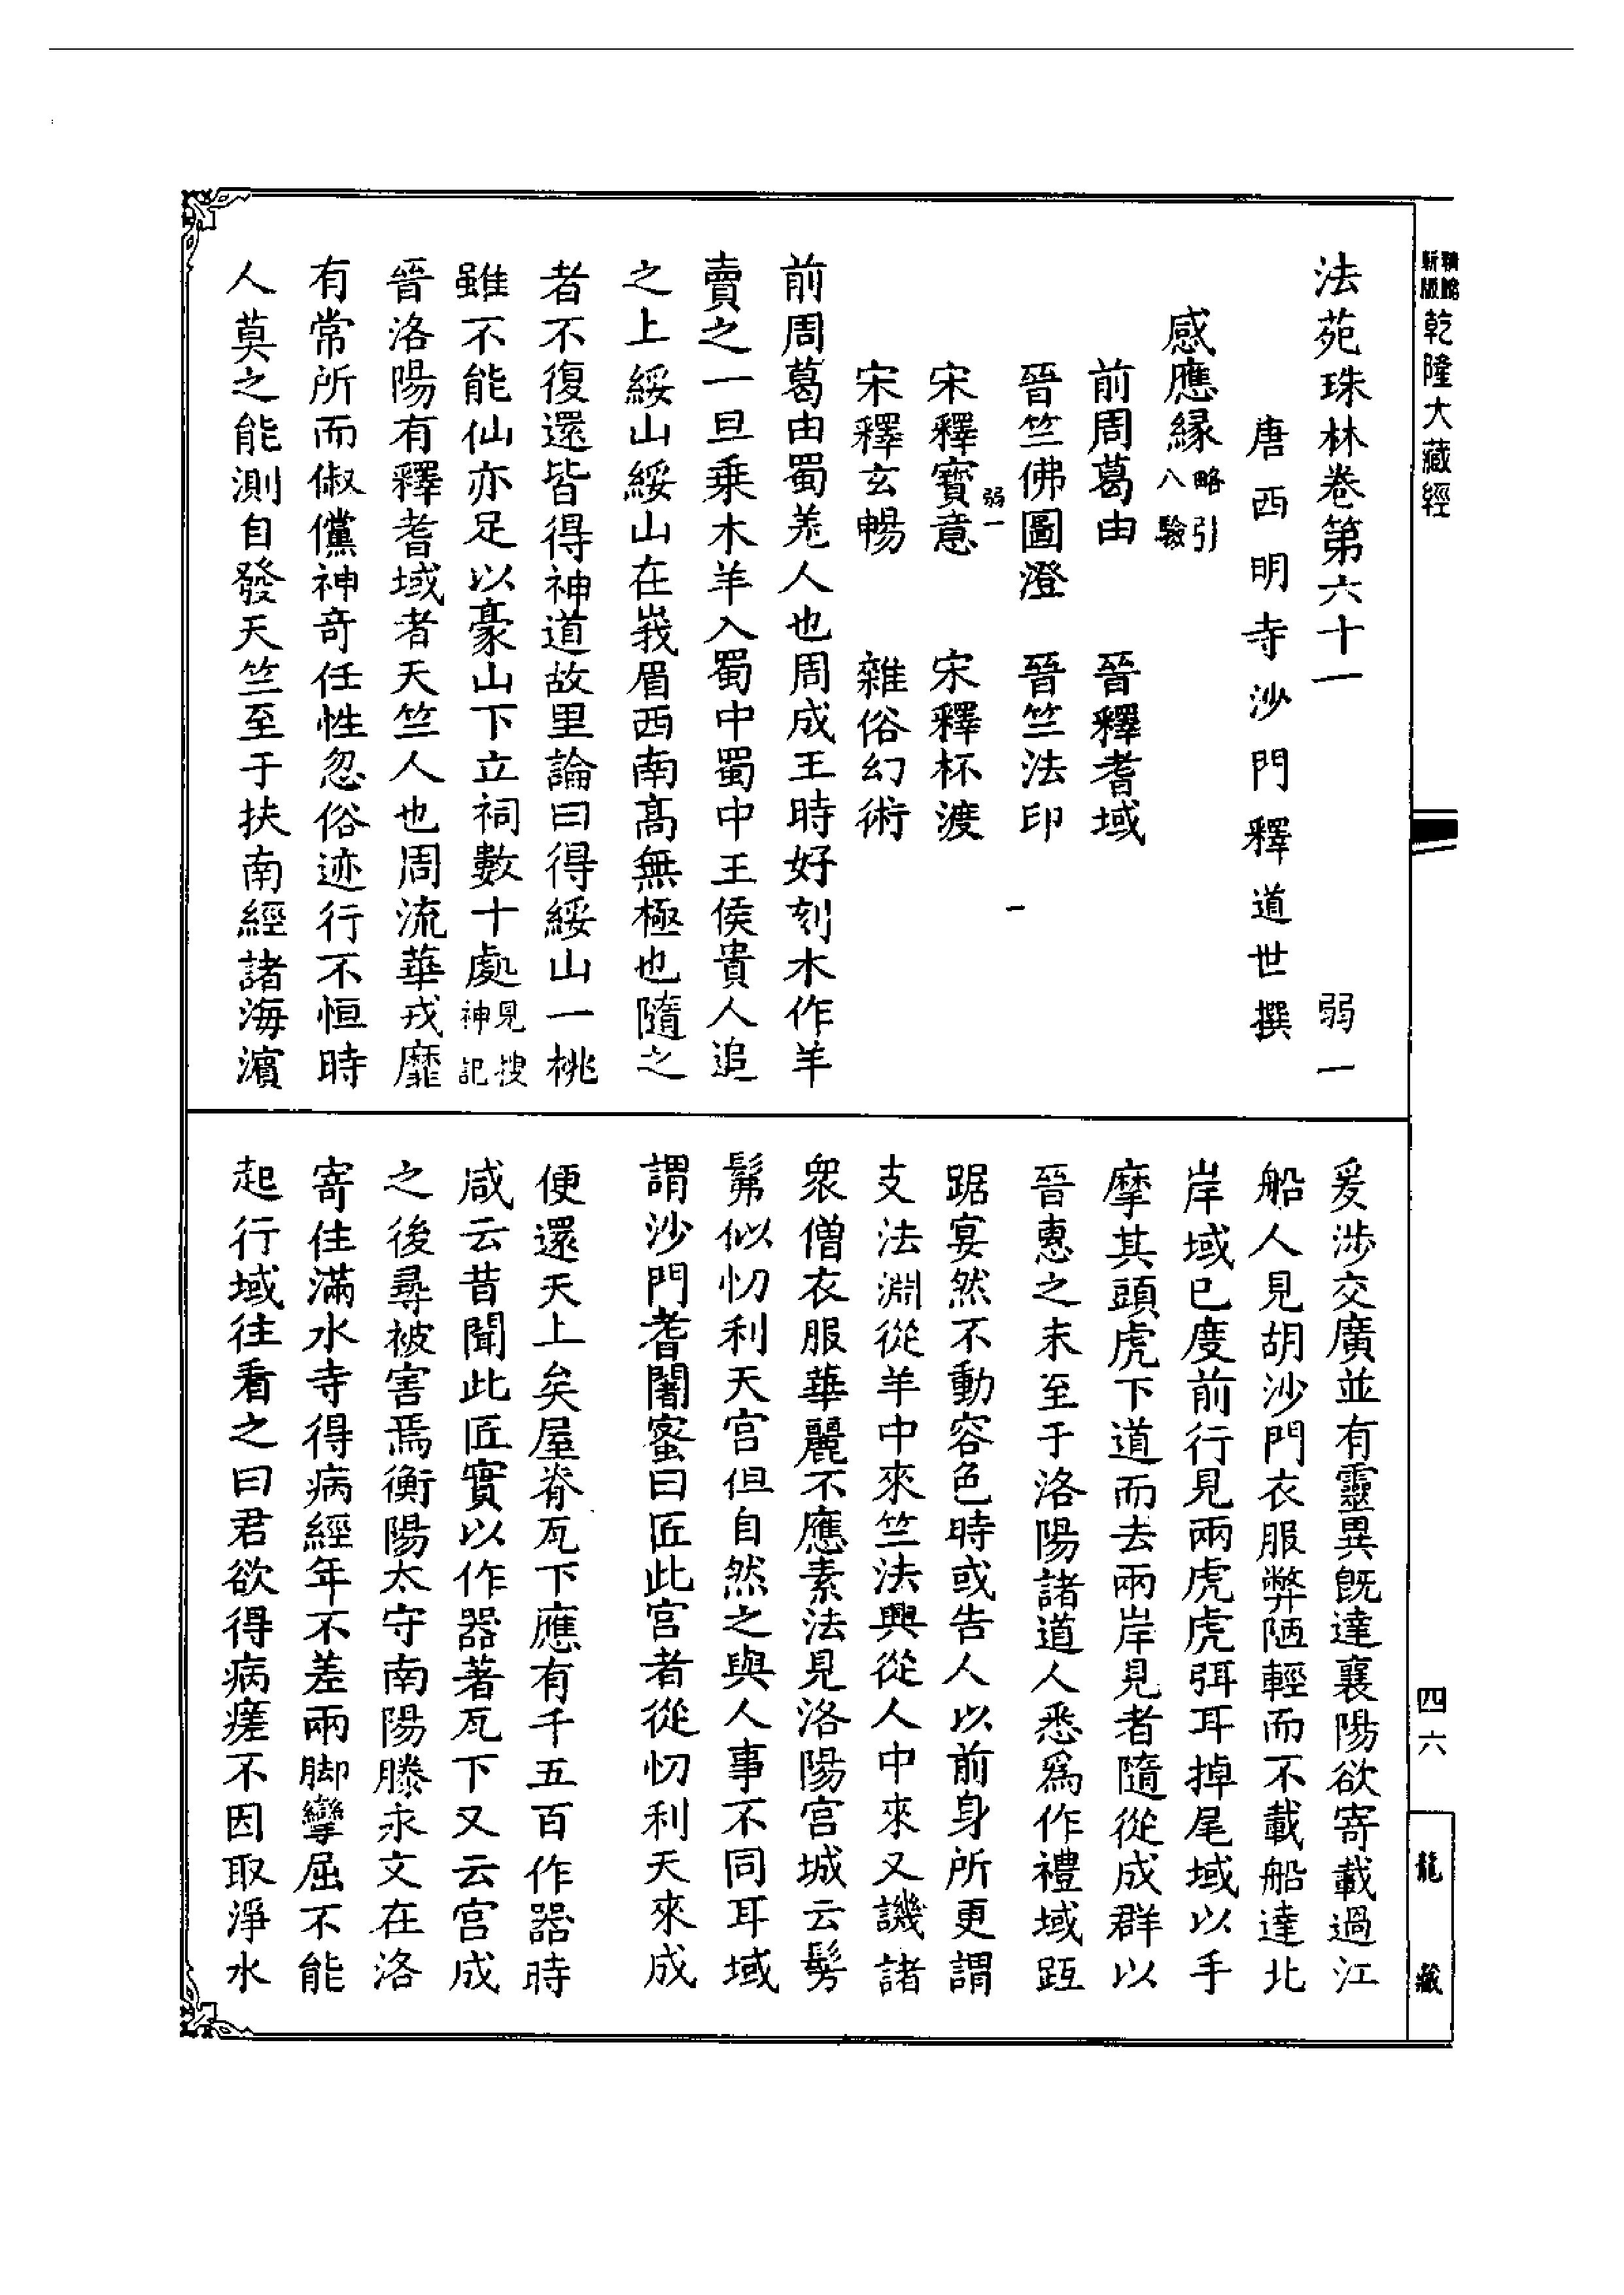 新版
精縮
乾隆大藏經
法苑珠林卷第六十一　弱一
唐西明寺沙門釋道世撰
感應縁略引八驗
前周葛由　晉釋耆域
晉竺佛圖澄　晉竺法印　一
弱一
宋釋寳意　宋釋杯渡
宋釋玄暢　雜俗幻術
前周葛由蜀羌人也周成王時好刻木作羊
賣之一旦乗木羊入蜀中蜀中王侯貴人追
之上綏山綏山在峩眉西南髙無極也隨之
者不復還皆得神道故里論曰得綏山一桃
雖不能仙亦足以豪山下立祠數十處見搜神記
晉洛陽有釋耆域者天竺人也周流華戎靡
有常所而俶儻神竒任性忽俗迹行不恒時
人莫之能測自發天竺至于扶南經諸海濵
爰涉交廣並有靈異旣達襄陽欲寄載過江
船人見胡沙門衣服弊陋輕而不載船達北
岸域已度前行見兩虎虎弭耳掉尾域以手
摩其頭虎下道而去兩岸見者隨從成群以
晉惠之末至于洛陽諸道人悉爲作禮域跽
踞宴然不動容色時或告人以前身所更謂
支法淵從羊中來竺法興從人中來又譏諸
衆僧衣服華麗不應素法見洛陽宫城云髣
髴似忉利天宫但自然之與人事不同耳域
謂沙門耆闍蜜曰匠此宫者從忉利天來成
便還天上矣屋脊瓦下應有千五百作器時
咸云昔聞此匠實以作器著瓦下又云宫成
之後尋被害焉衡陽太守南陽滕永文在洛
寄住滿水寺得病經年不差兩脚攣屈不能
起行域往看之曰君欲得病瘥不因取淨水
四六
龍藏